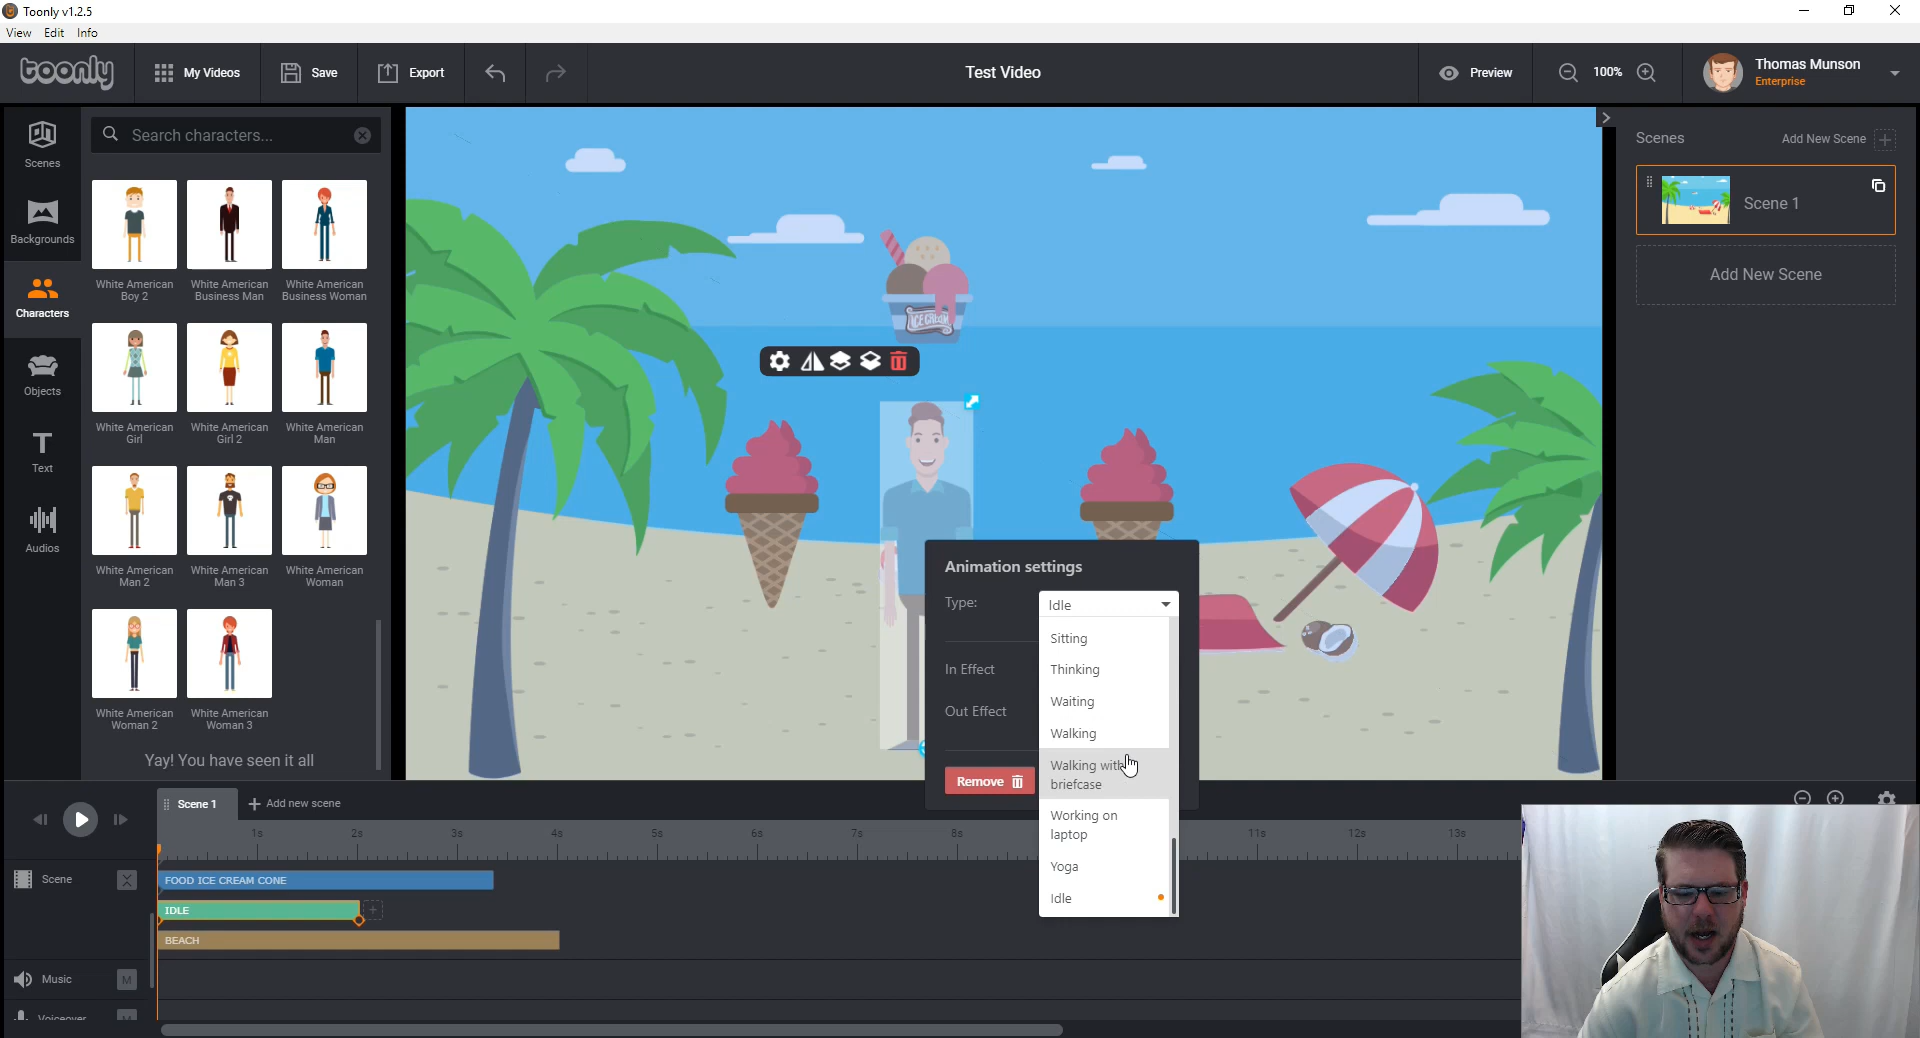 Toonly v1.2.5
View Edit Info
toonly
My Videos
Save
Export
Test Video
Preview
100%
Thomas Munson
Enterprise
Scenes
Backgrounds
Characters
Objects
Text
Audios
Search characters...
White American
Boy 2
White American
Business Man
White American
Business Woman
White American
Girl
White American
Girl 2
White American
Man
White American
Man 2
White American
Man 3
White American
Woman
White American
Woman 2
White American
Woman 3
Yay! You have seen it all
ICE CREAM
Animation settings
Type:
Idle
In Effect
Out Effect
Remove
Sitting
Thinking
Waiting
Walking
Walking with
briefcase
Working on
laptop
Yoga
Idle
Scenes
Add New Scene
Scene 1
Add New Scene
Scene 1
Add new scene
1s 2s 3s 4s 5s 6s 7s 8s 11s 12s 13s
Scene
FOOD ICE CREAM CONE
IDLE
BEACH
Music
M
Voiceover
M